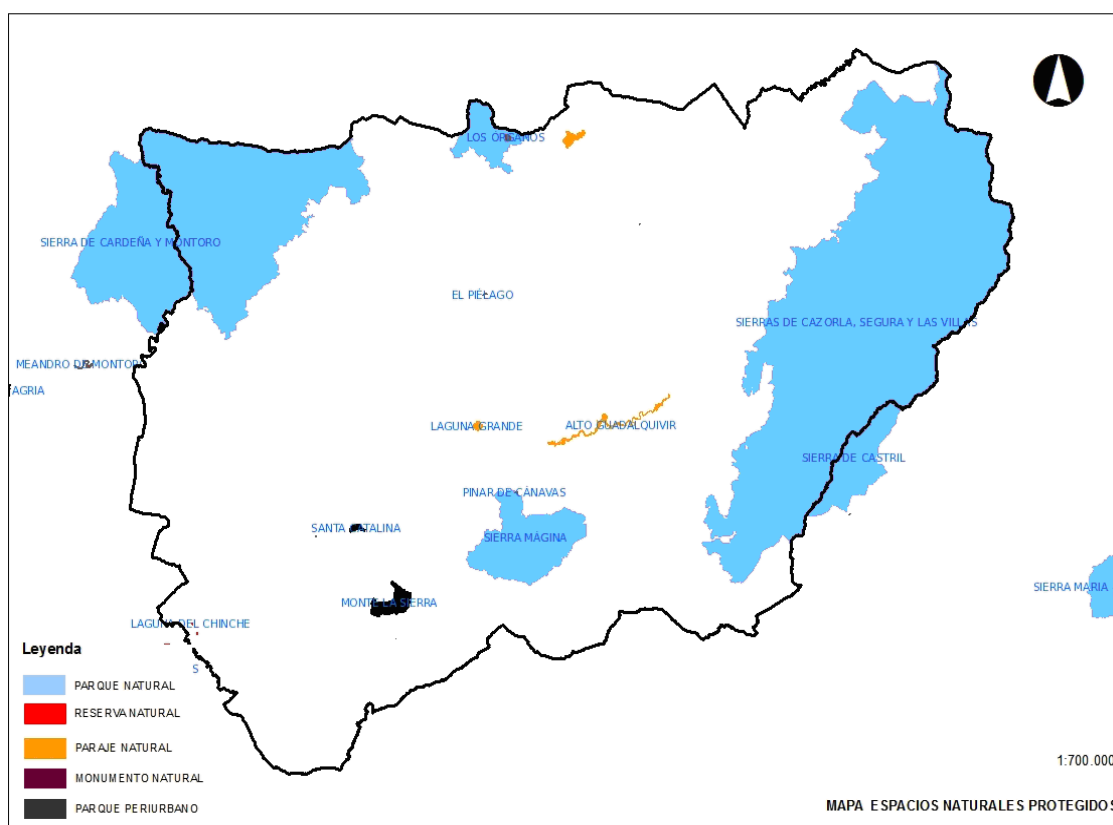 LOS ORGANOS
SIERRA DE CARDEÑA Y MONTORO
EL PIÉLAGO
SIERRAS DE CAZORLA, SEGURA Y LAS VILLAS
MEANDRO DE MONTOR
AGRIA
LAGUNA GRANDE
ALTO GUADALQUIVIR
SIERRA DE CASTRIL
PINAR DE CÁNAVAS
SANTA CATALINA
SIERRA MÁGINA
SIERRA MARIA
MONTE LA SIERRA
LAGUNA DEL CHINCHE
S
Leyenda
PARQUE NATURAL
RESERVA NATURAL
PARAJE NATURAL
MONUMENTO NATURAL
PARQUE PERIURBANO
1:700.000
MAPA ESPACIOS NATURALES PROTEGIDOS